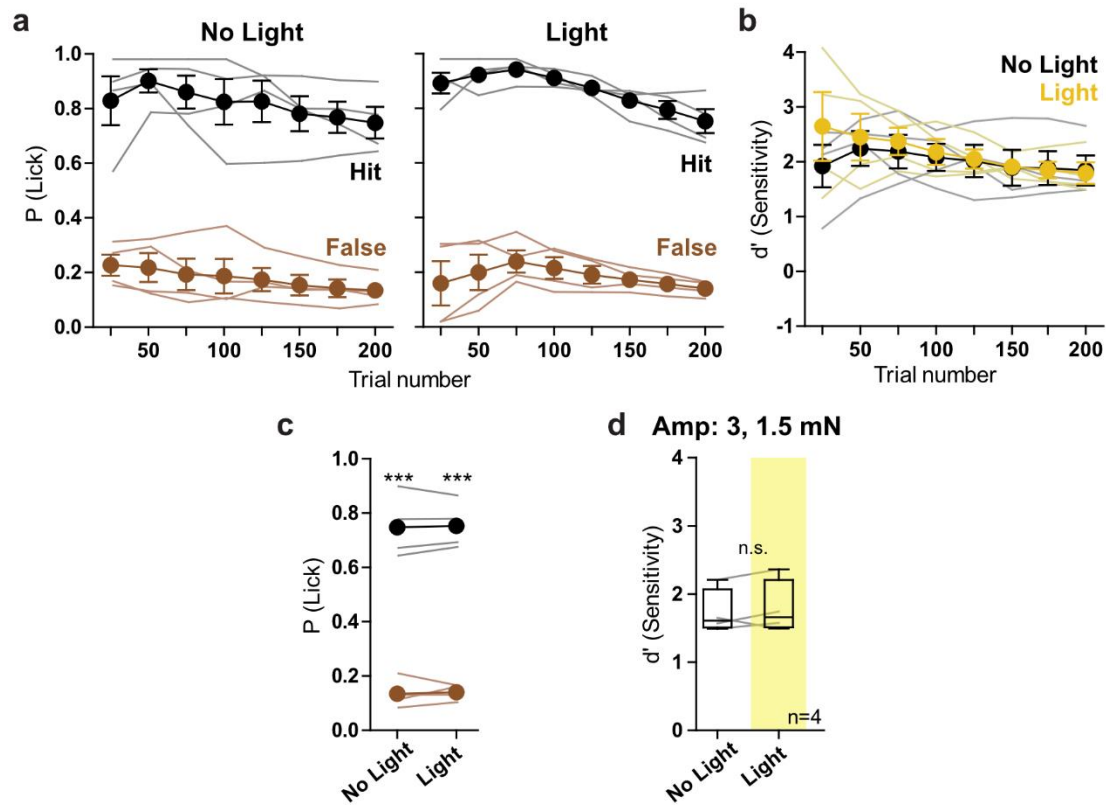 a
No Light
Light
b
1.0
0.8
0.6
0.4
0.2
0.0
P (Lick)
Hit
False
Hit
False
50
100
150
200
50
100
150
200
Trial number
4
3
2
1
0
-1
d' (Sensitivity)
No Light
Light
50
100
150
200
Trial number
c
1.0
0.8
0.6
0.4
0.2
0.0
P (Lick)
*** ***
No Light
Light
d Amp: 3, 1.5 mN
4
3
2
1
0
d' (Sensitivity)
n.s.
n=4
No Light
Light